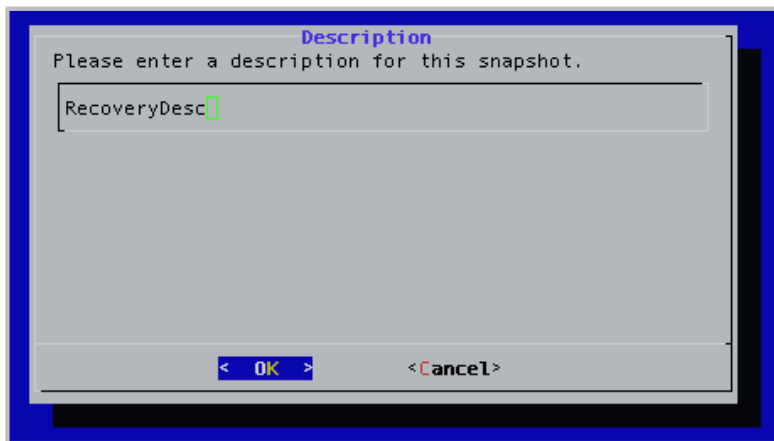 Description
Please enter a description for this snapshot.
RecoveryDesc
< OK > <Cancel>